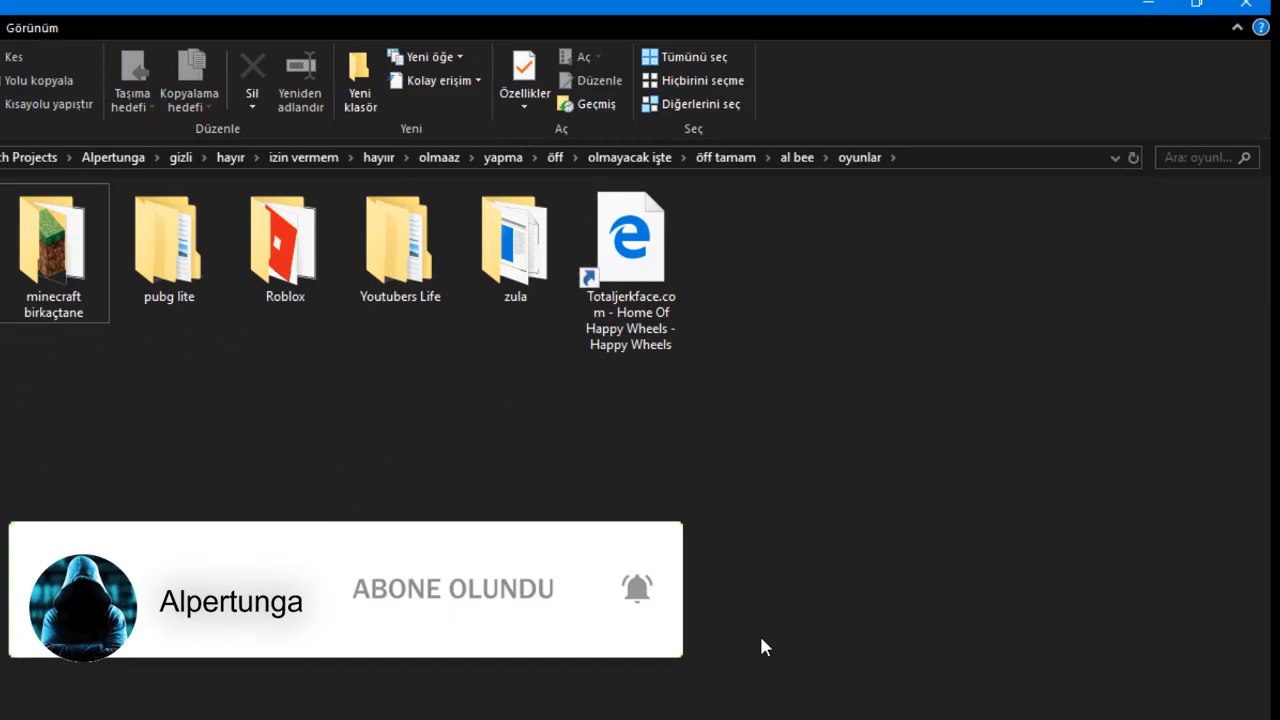 Görünüm
Kes
Yolu kopyala
Kısayolu yapıştır
Taşıma hedefi
Kopyalama hedefi
Sil
Yeniden adlandır
Düzenle
Yeni klasör
Yeni öğe
Kolay erişim
Yeni
Özellikler
Aç
Düzenle
Geçmiş
Aç
Tümünü seç
Hiçbirini seçme
Diğerlerini seç
Seç
ch Projects > Alpertunga > gizli > hayır > izin vermem > hayıır > olmaaz > yapma > öff > olmayacak işte > öff tamam > al bee > oyunlar >
Ara: oyunl...
minecraft
birkaçtane
pubg lite
Roblox
Youtubers Life
zula
Totaljerkface.co
m - Home Of
Happy Wheels -
Happy Wheels
Alpertunga
ABONE OLUNDU